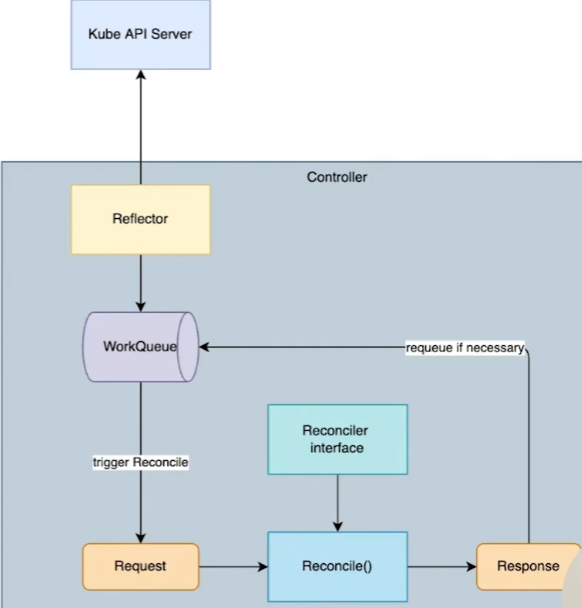 Kube API Server
Controller
Reflector
WorkQueue
requeue if necessary
Reconciler
interface
trigger Reconcile
Request
Reconcile()
Response